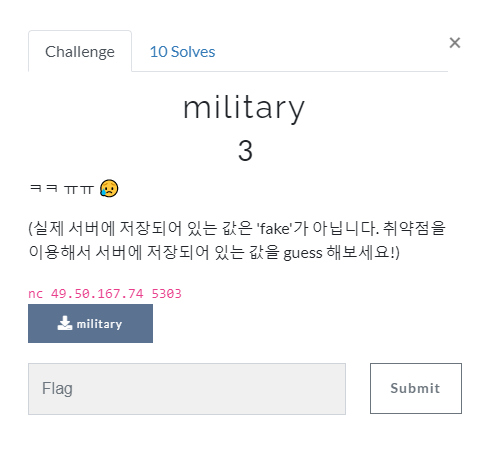 Challenge
10 Solves
×
military
3
ㅋㅋ ㅠㅠ 😥
(실제 서버에 저장되어 있는 값은 'fake'가 아닙니다. 취약점을
이용해서 서버에 저장되어 있는 값을 guess 해보세요!)
nc 49.50.167.74 5303
military
Flag
Submit